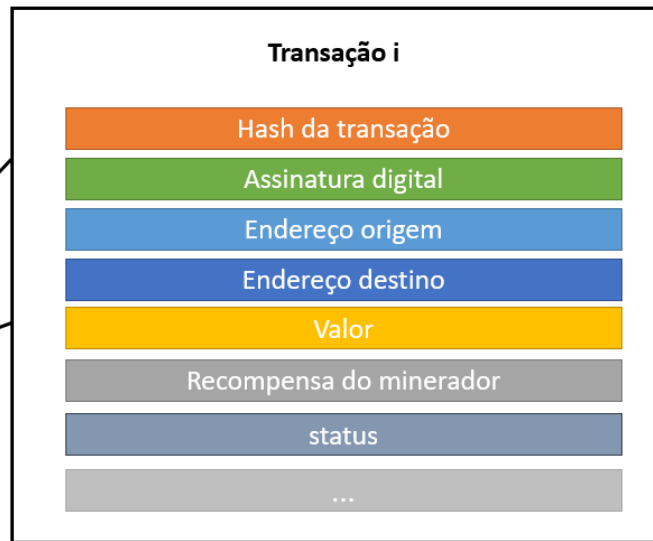 Transação i
Hash da transação
Assinatura digital
Endereço origem
Endereço destino
Valor
Recompensa do minerador
status
...